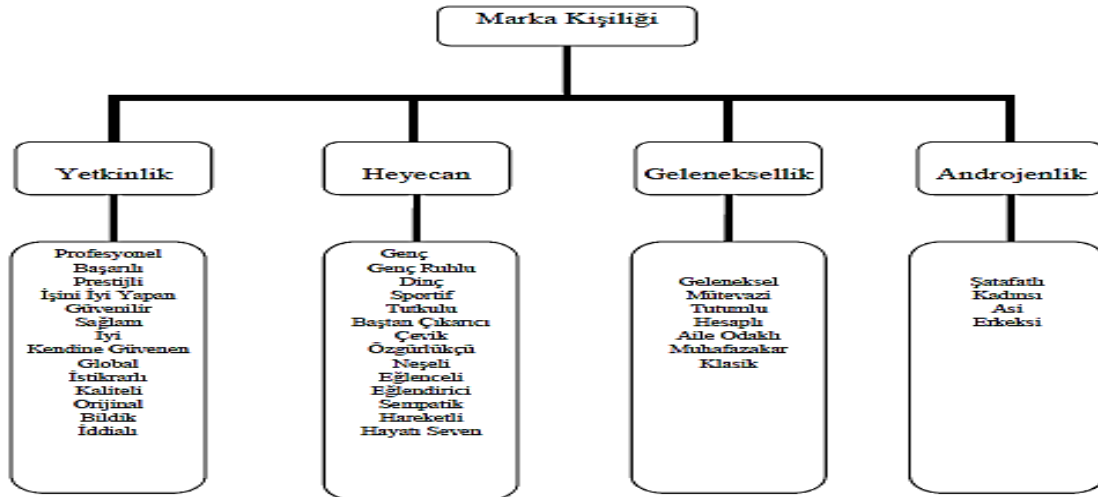 Marka Kişiliği
Yetkinlik
Profesyonel
Başarılı
Prestijli
İşini İyi Yapan
Güvenilir
Sağlam
İyi
Kendine Güvenen
Global
İstikrarlı
Kaliteli
Orijinal
Bildik
İddialı
Heyecan
Genç
Genç Ruhlu
Dinç
Sportif
Tutkulu
Baştan Çıkarıcı
Çevik
Özgürlükçü
Neşeli
Eğlenceli
Eğlendirici
Sempatik
Hareketli
Hayatı Seven
Geleneksellik
Geleneksel
Mütevazi
Tutumlu
Hesaplı
Aile Odaklı
Muhafazakar
Klasik
Androjenlik
Şatafatlı
Kadınsı
Asi
Erkeksi